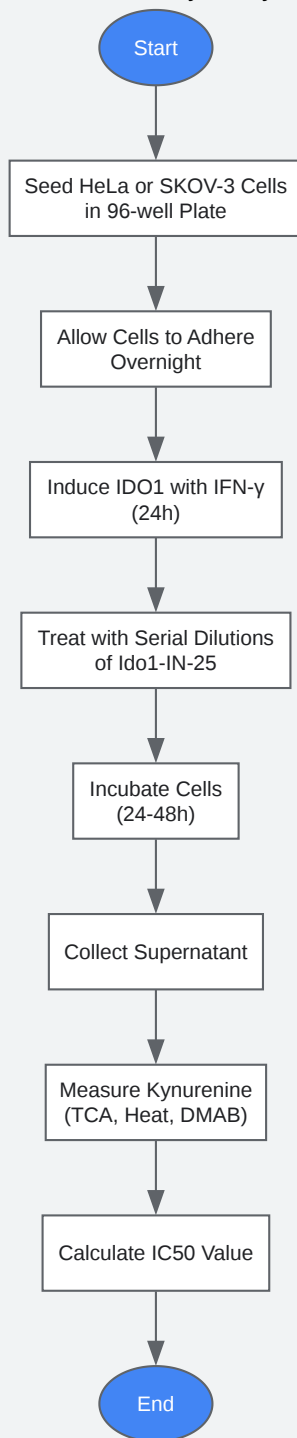 Start
Seed HeLa or SKOV-3 Cells
in 96-well Plate
Allow Cells to Adhere
Overnight
Induce IDO1 with IFN-γ
(24h)
Treat with Serial Dilutions
of Ido1-IN-25
Incubate Cells
(24-48h)
Collect Supernatant
Measure Kynurenine
(TCA, Heat, DMAB)
Calculate IC50 Value
End